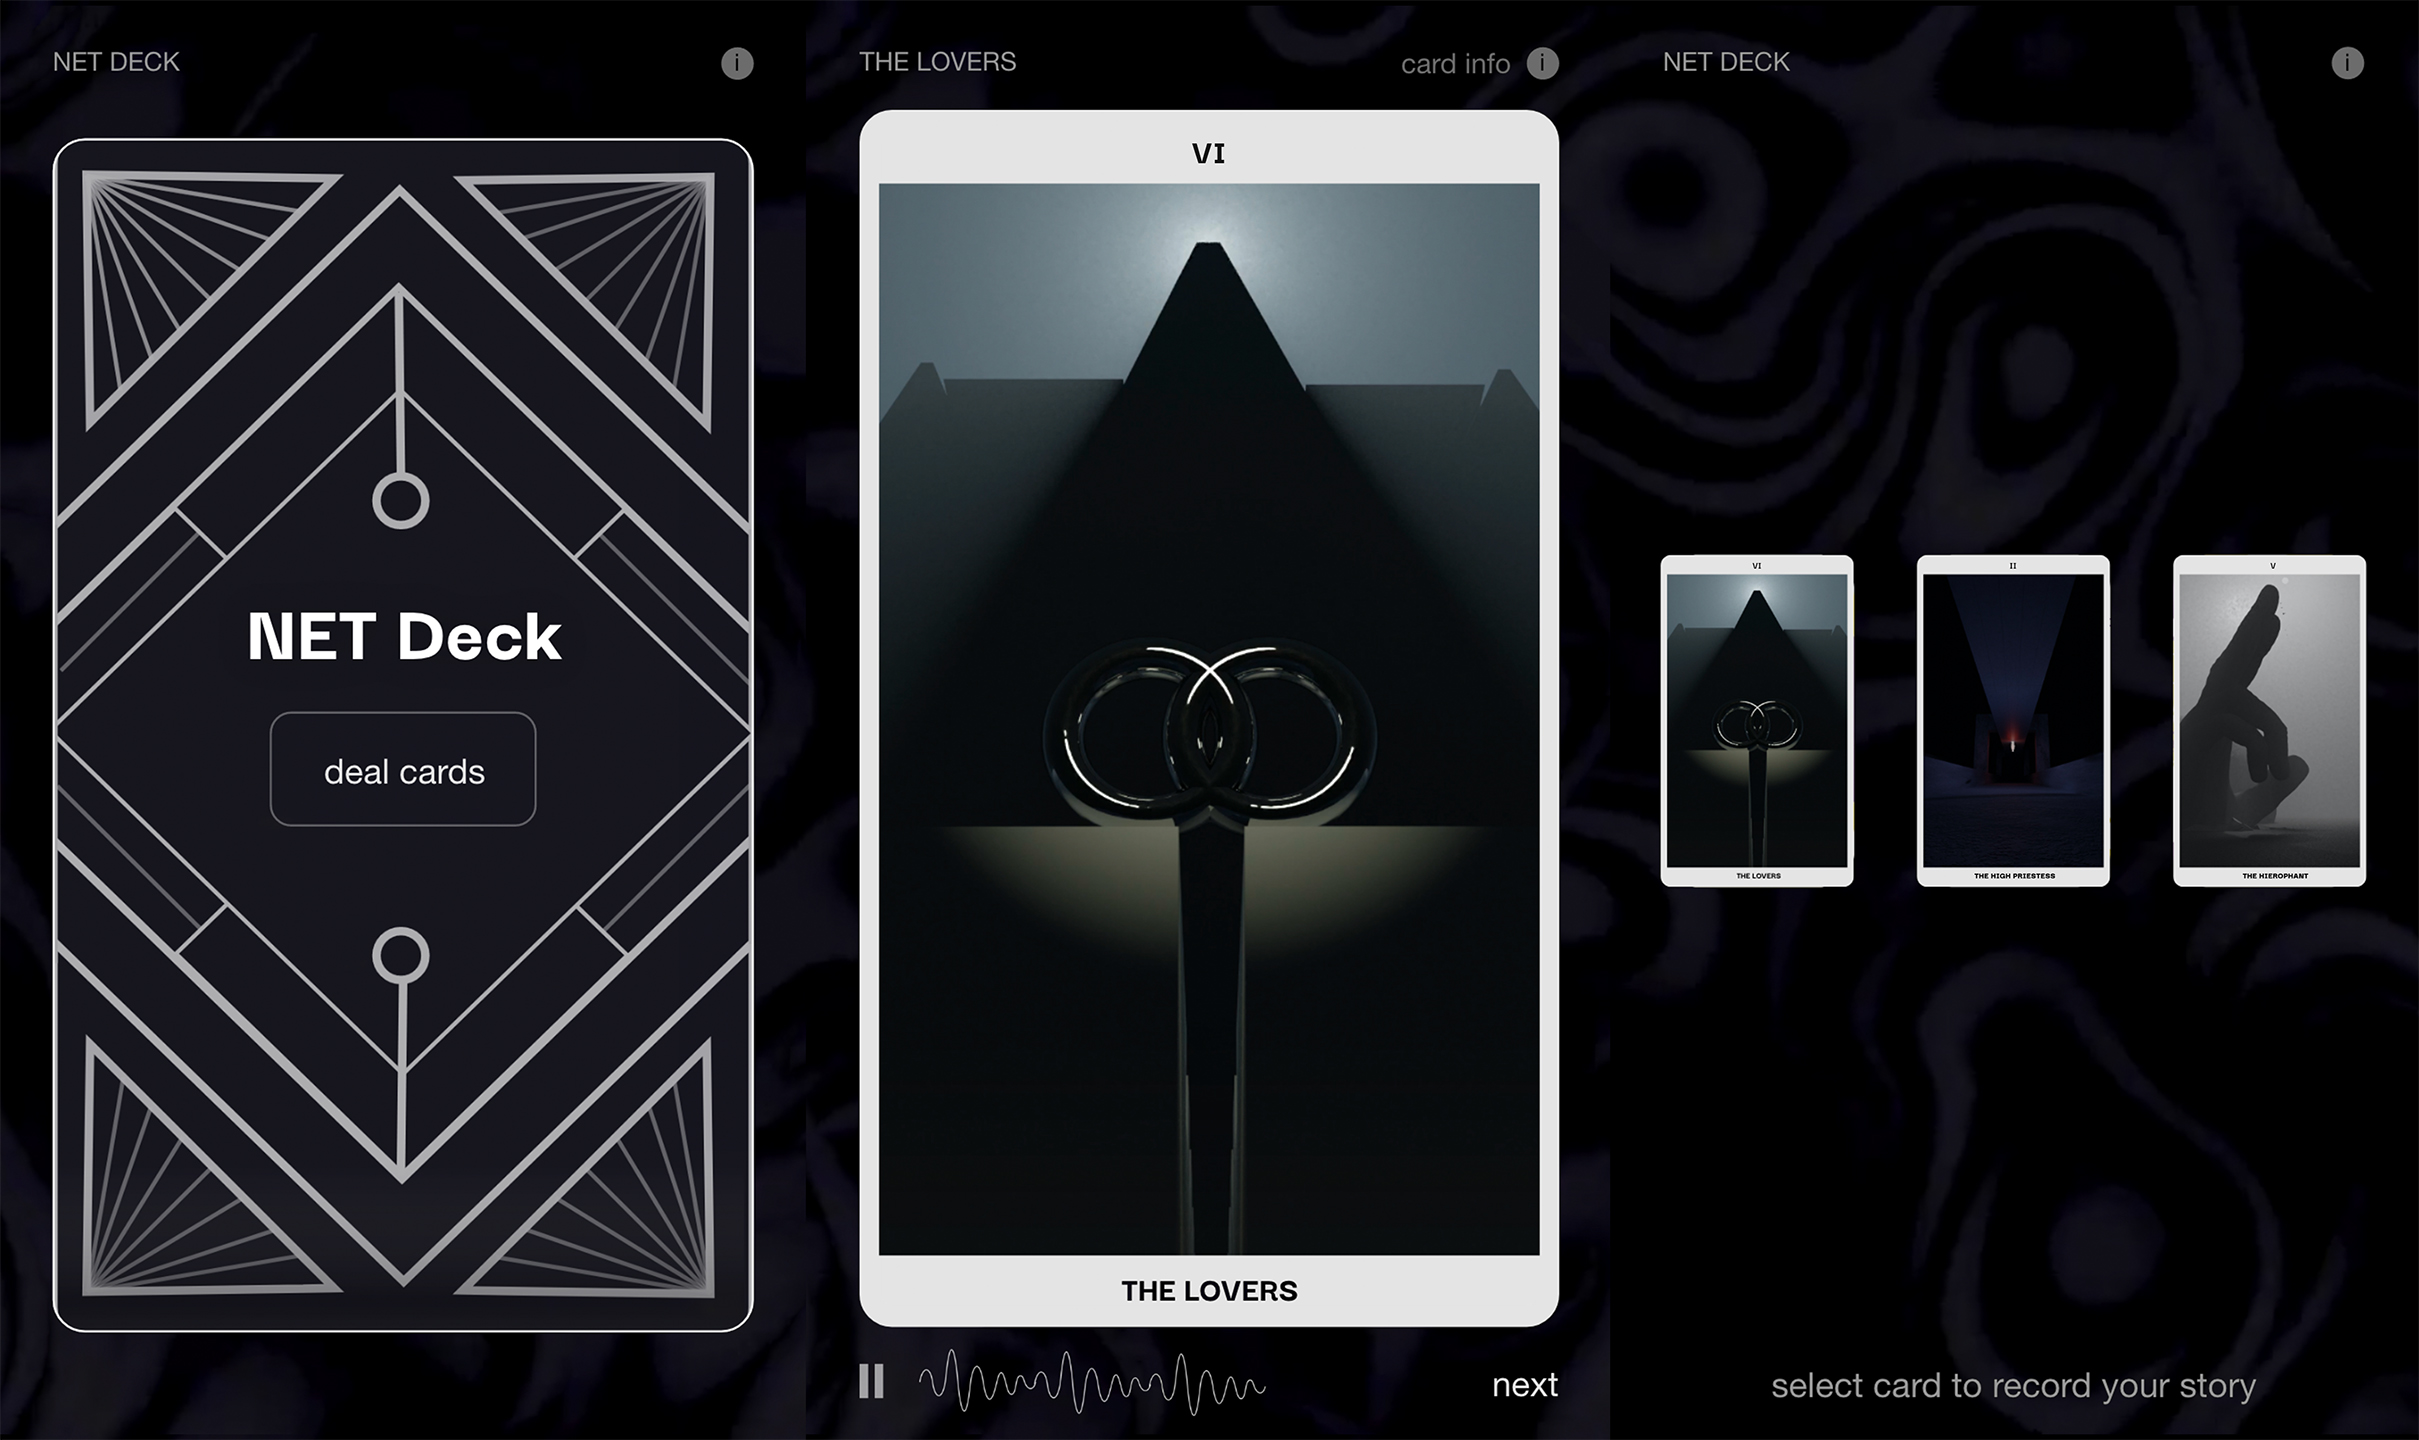 NET DECK
i
NET Deck
deal cards
THE LOVERS
card info i
VI
THE LOVERS
next
NET DECK
i
VI
THE LOVERS
II
THE HIGH PRIESTESS
V
THE HIEROPHANT
select card to record your story